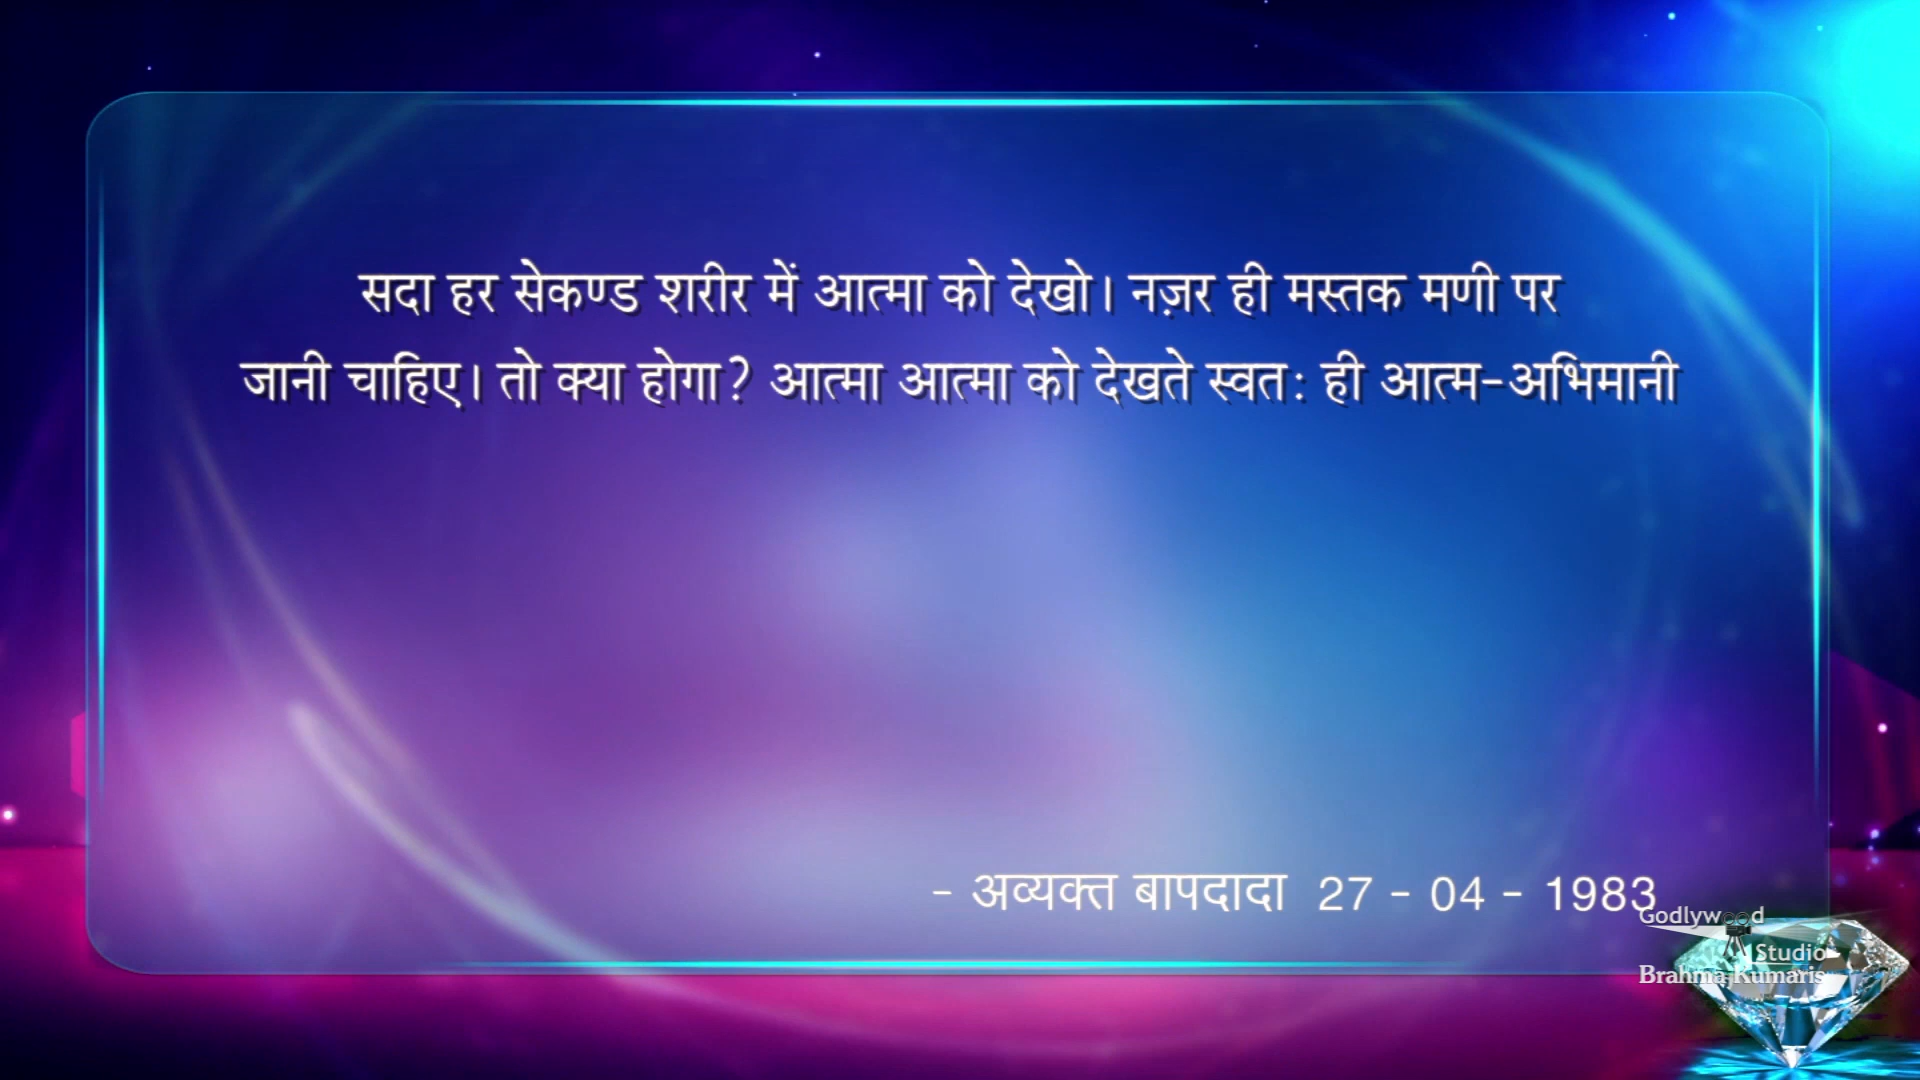 सदा हर सेकण्ड शरीर में आत्मा को देखो। नज़र ही मस्तक मणी पर
जानी चाहिए। तो क्या होगा? आत्मा आत्मा को देखते स्वतः ही आत्म-अभिमानी
- अव्यक्त बापदादा 27 - 04 - 1983
Godlywood
Studio
Brahma Kumaris